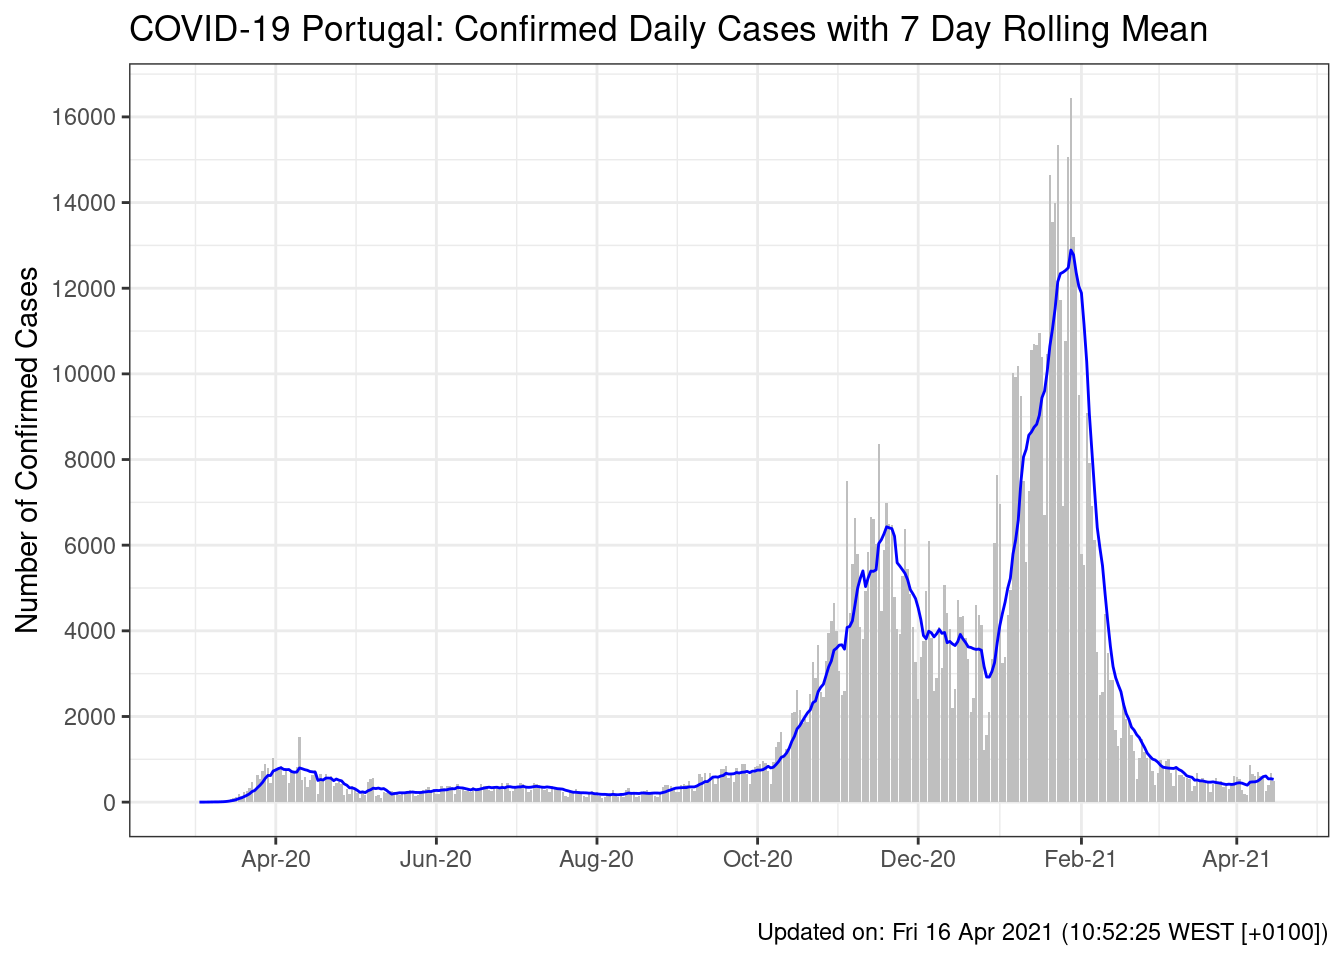 COVID-19 Portugal: Confirmed Daily Cases with 7 Day Rolling Mean
Number of Confirmed Cases
16000
14000
12000
10000
8000
6000
4000
2000
0
Apr-20 Jun-20 Aug-20 Oct-20 Dec-20 Feb-21 Apr-21
Updated on: Fri 16 Apr 2021 (10:52:25 WEST [+0100])